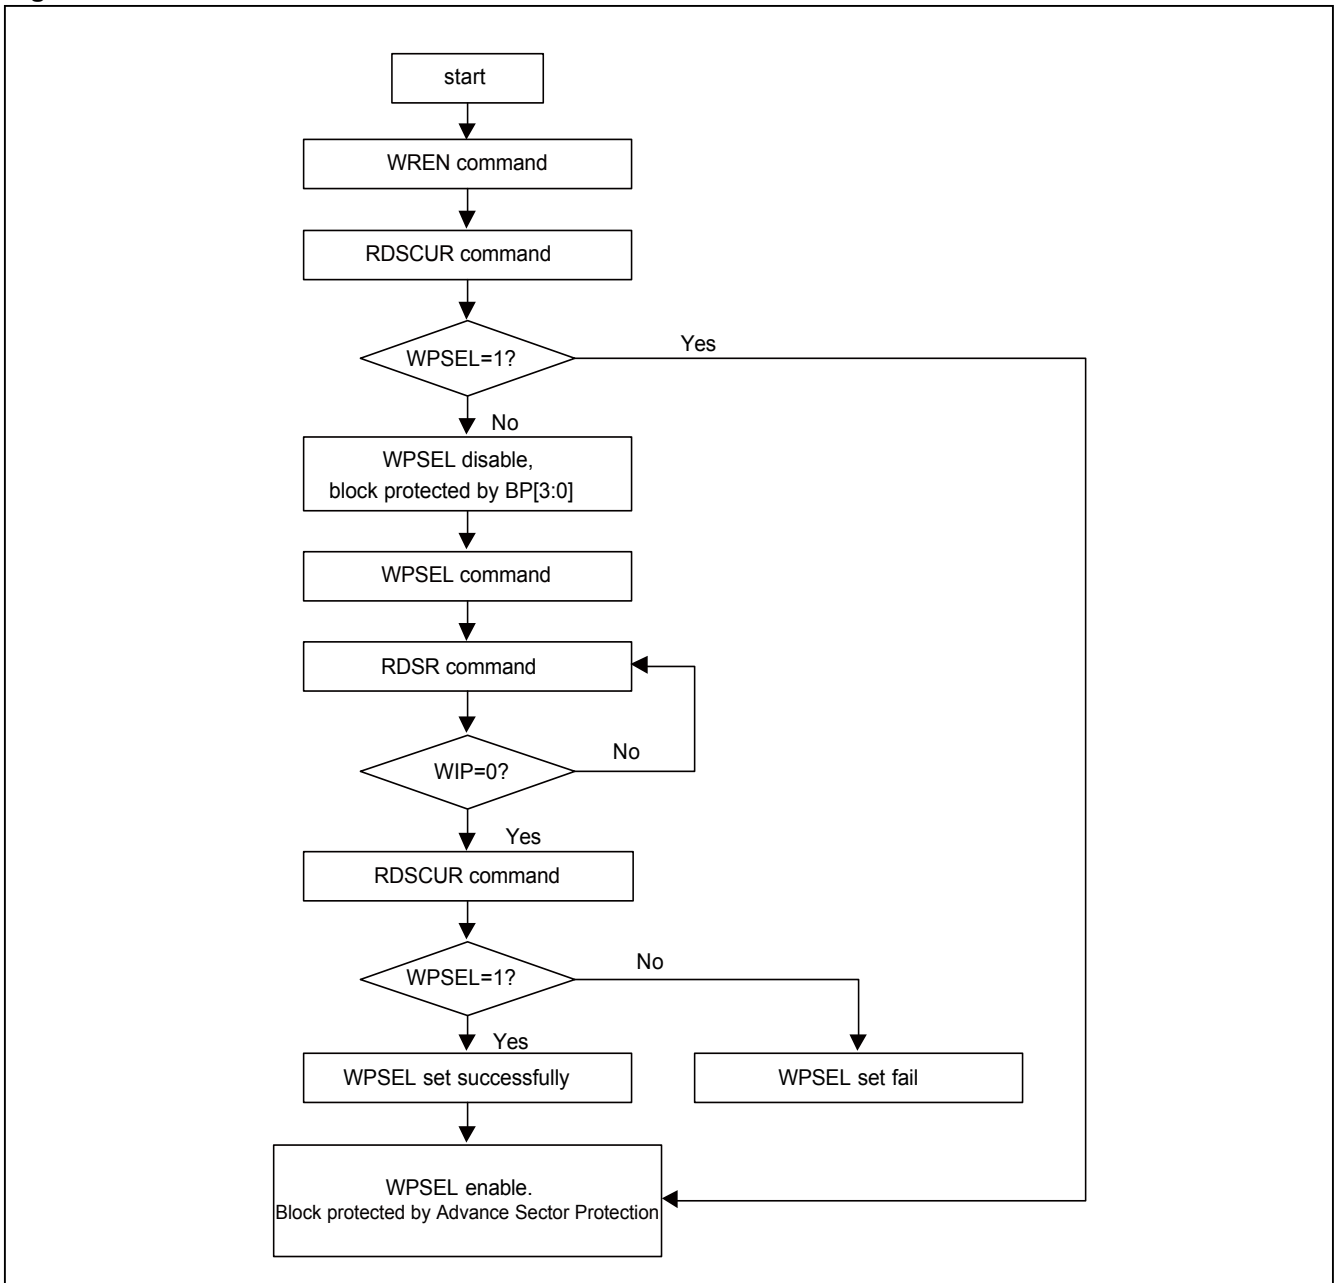 start
WREN command
RDSCUR command
WPSEL=1?
Yes
No
WPSEL disable,
block protected by BP[3:0]
WPSEL command
RDSR command
WIP=0?
No
Yes
RDSCUR command
WPSEL=1?
No
Yes
WPSEL set successfully
WPSEL set fail
WPSEL enable.
Block protected by Advance Sector Protection